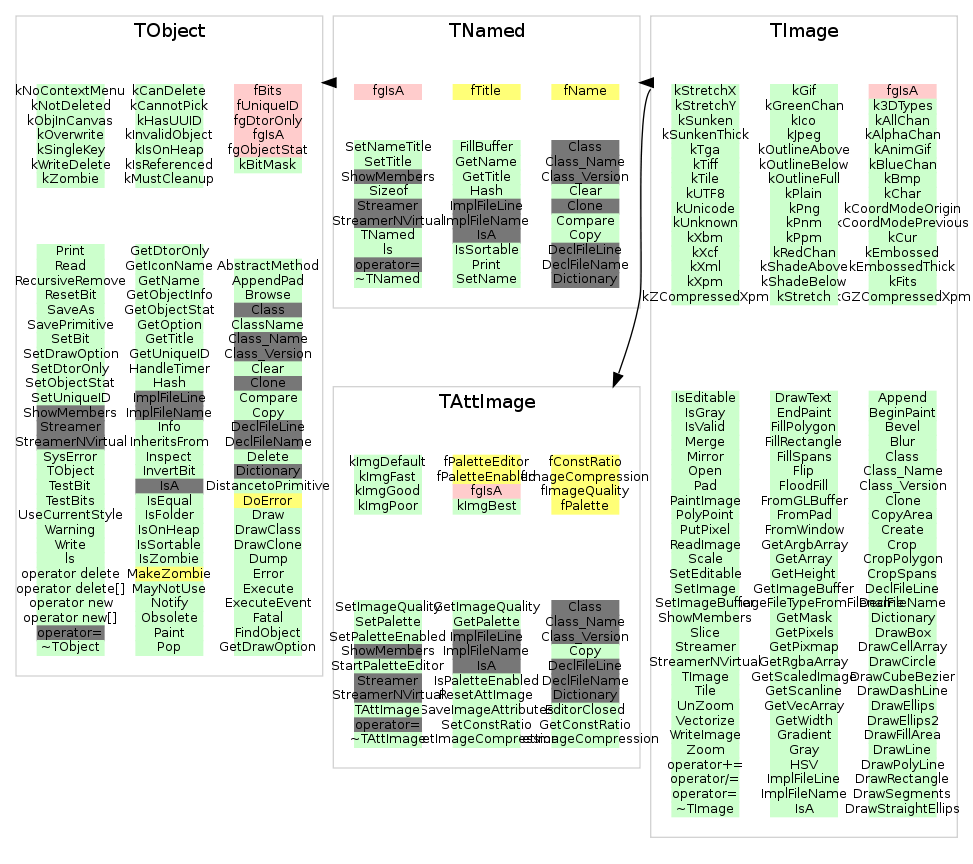 TObject
kNoContextMenu
kNotDeleted
kObjInCanvas
kOverwrite
kSingleKey
kWriteDelete
kZombie
kCanDelete
kCannotPick
kHasUUID
kInvalidObject
kIsOnHeap
kIsReferenced
kMustCleanup
fBits
fUniqueID
fgDtorOnly
fgIsA
fgObjectStat
kBitMask
Print
Read
RecursiveRemove
ResetBit
SaveAs
SavePrimitive
SetBit
SetDrawOption
SetDtorOnly
SetObjectStat
SetUniqueID
ShowMembers
Streamer
StreamerNVirtual
SysError
TObject
TestBit
TestBits
UseCurrentStyle
Warning
Write
ls
operator delete
operator delete[]
operator new
operator new[]
operator=
~TObject
GetDtorOnly
GetIconName
GetName
GetObjectInfo
GetObjectStat
GetOption
GetTitle
GetUniqueID
HandleTimer
Hash
ImplFileLine
ImplFileName
Info
InheritsFrom
Inspect
InvertBit
IsA
IsEqual
IsFolder
IsOnHeap
IsSortable
IsZombie
MakeZombie
MayNotUse
Notify
Obsolete
Paint
Pop
AbstractMethod
AppendPad
Browse
Class
ClassName
Class_Name
Class_Version
Clear
Clone
Compare
Copy
DeclFileLine
DeclFileName
Delete
Dictionary
DistancetoPrimitive
DoError
Draw
DrawClass
DrawClone
Dump
Error
Execute
ExecuteEvent
Fatal
FindObject
GetDrawOption
TNamed
fgIsA
fTitle
fName
SetNameTitle
SetTitle
ShowMembers
Sizeof
Streamer
StreamerNVirtual
TNamed
ls
operator=
~TNamed
FillBuffer
GetName
GetTitle
Hash
ImplFileLine
ImplFileName
IsA
IsSortable
Print
SetName
Class
Class_Name
Class_Version
Clear
Clone
Compare
Copy
DeclFileLine
DeclFileName
Dictionary
TAttImage
kImgDefault
kImgFast
kImgGood
kImgPoor
fPaletteEditor
fPaletteEnabled
fgIsA
kImgBest
fConstRatio
fImageCompression
fImageQuality
fPalette
SetImageQuality
SetPalette
SetPaletteEnabled
ShowMembers
StartPaletteEditor
Streamer
StreamerNVirtual
TAttImage
operator=
~TAttImage
GetImageQuality
GetPalette
ImplFileLine
ImplFileName
IsA
IsPaletteEnabled
ResetAttImage
SaveImageAttributes
SetConstRatio
etImageCompression
Class
Class_Name
Class_Version
Copy
DeclFileLine
DeclFileName
Dictionary
EditorClosed
GetConstRatio
etImageCompression
TImage
kStretchX
kStretchY
kSunken
kSunkenThick
kTga
kTiff
kTile
kUTF8
kUnicode
kUnknown
kXbm
kXcf
kXml
kXpm
kZCompressedXpm
kGif
kGreenChan
kIco
kJpeg
kOutlineAbove
kOutlineBelow
kOutlineFull
kPlain
kPng
kPnm
kPpm
kRedChan
kShadeAbove
kShadeBelow
kStretch
fgIsA
k3DTypes
kAllChan
kAlphaChan
kAnimGif
kBlueChan
kBmp
kChar
kCoordModeOrigin
kCoordModePrevious
kCur
kEmbossed
kEmbossedThick
kFits
kGZCompressedXpm
IsEditable
IsGray
IsValid
Merge
Mirror
Open
Pad
PaintImage
PolyPoint
PutPixel
ReadImage
Scale
SetEditable
SetImage
SetImageBuffer
ShowMembers
Slice
Streamer
StreamerNVirtual
TImage
Tile
UnZoom
Vectorize
WriteImage
Zoom
operator+=
operator/=
operator=
~TImage
DrawText
EndPaint
FillPolygon
FillRectangle
FillSpans
Flip
FloodFill
FromGLBuffer
FromPad
FromWindow
GetArgbArray
GetArray
GetHeight
GetImageBuffer
GetMask
GetPixels
GetPixmap
GetRgbaArray
GetScaledImage
GetScanline
GetVecArray
GetWidth
Gradient
Gray
HSV
ImplFileLine
ImplFileName
IsA
Append
BeginPaint
Bevel
Blur
Class
Class_Name
Class_Version
Clone
CopyArea
Create
Crop
CropPolygon
CropSpans
DeclFileLine
DeclFileName
Dictionary
DrawBox
DrawCellArray
DrawCircle
DrawCubeBezier
DrawDashLine
DrawEllips
DrawEllips2
DrawFillArea
DrawLine
DrawPolyLine
DrawRectangle
DrawSegments
DrawStraightEllips